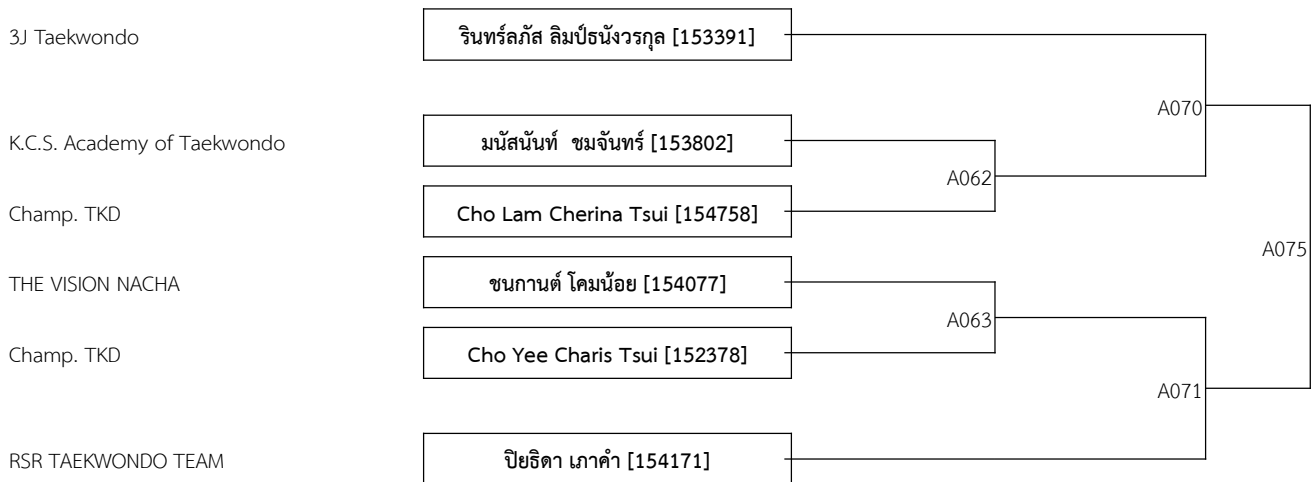 3J Taekwondo
รินทร์ลภัส ลิมป์ธนังวรกุล [153391]
A070
K.C.S. Academy of Taekwondo
มนัสนันท์  ชมจันทร์ [153802]
A062
Champ. TKD
Cho Lam Cherina Tsui [154758]
A075
THE VISION NACHA
ชนกานต์ โคมน้อย [154077]
A063
Champ. TKD
Cho Yee Charis Tsui [152378]
A071
RSR TAEKWONDO TEAM
ปิยธิดา เภาคำ [154171]